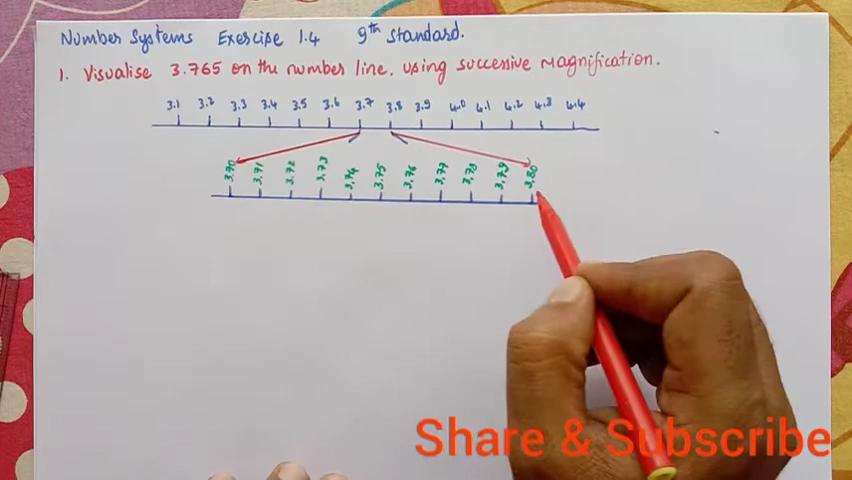 Number Systems Exercise 1.4 9th Standard.
1. Visualise 3.765 on the number line, using successive magnification.
3.1 3.2 3.3 3.4 3.5 3.6 3.7 3.8 3.9 4.0 4.1 4.2 4.3 4.4
3.70 3.71 3.72 3.73 3.74 3.75 3.76 3.77 3.78 3.79 3.80
Share & Subscribe